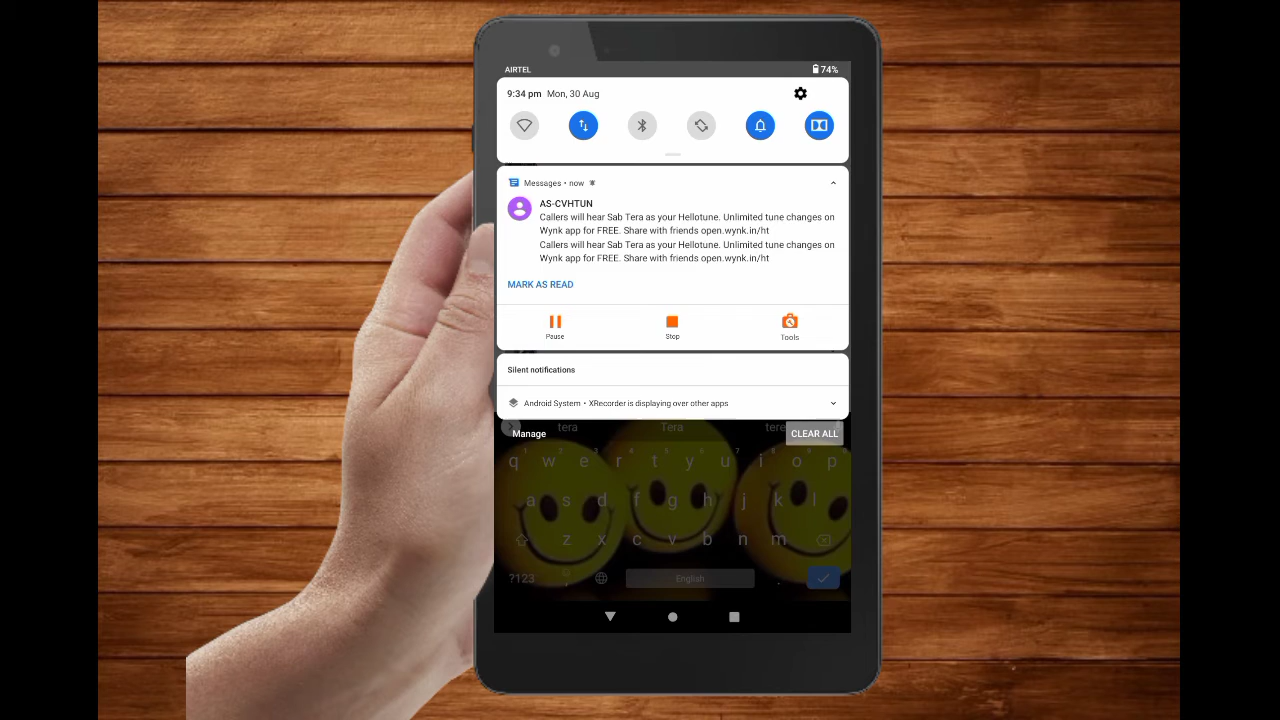 AIRTEL
74%
9:34 pm Mon, 30 Aug
Messages • now
AS-CVHTUN
Callers will hear Sab Tera as your Hellotune. Unlimited tune changes on
Wynk app for FREE. Share with friends open.wynk.in/ht
Callers will hear Sab Tera as your Hellotune. Unlimited tune changes on
Wynk app for FREE. Share with friends open.wynk.in/ht
MARK AS READ
Pause Stop Tools
Silent notifications
Android System • XRecorder is displaying over other apps
tera Tera tere
Manage CLEAR ALL
q w e r t y u i o p
a s d f g h j k l
z x c v b n m
?123 , English .